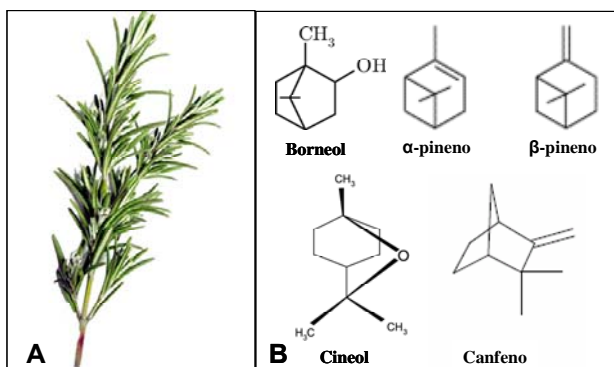 CH3
OH
Borneol
α-pineno
β-pineno
CH3
O
H3C
CH3
Cineol
Canfeno
A
B